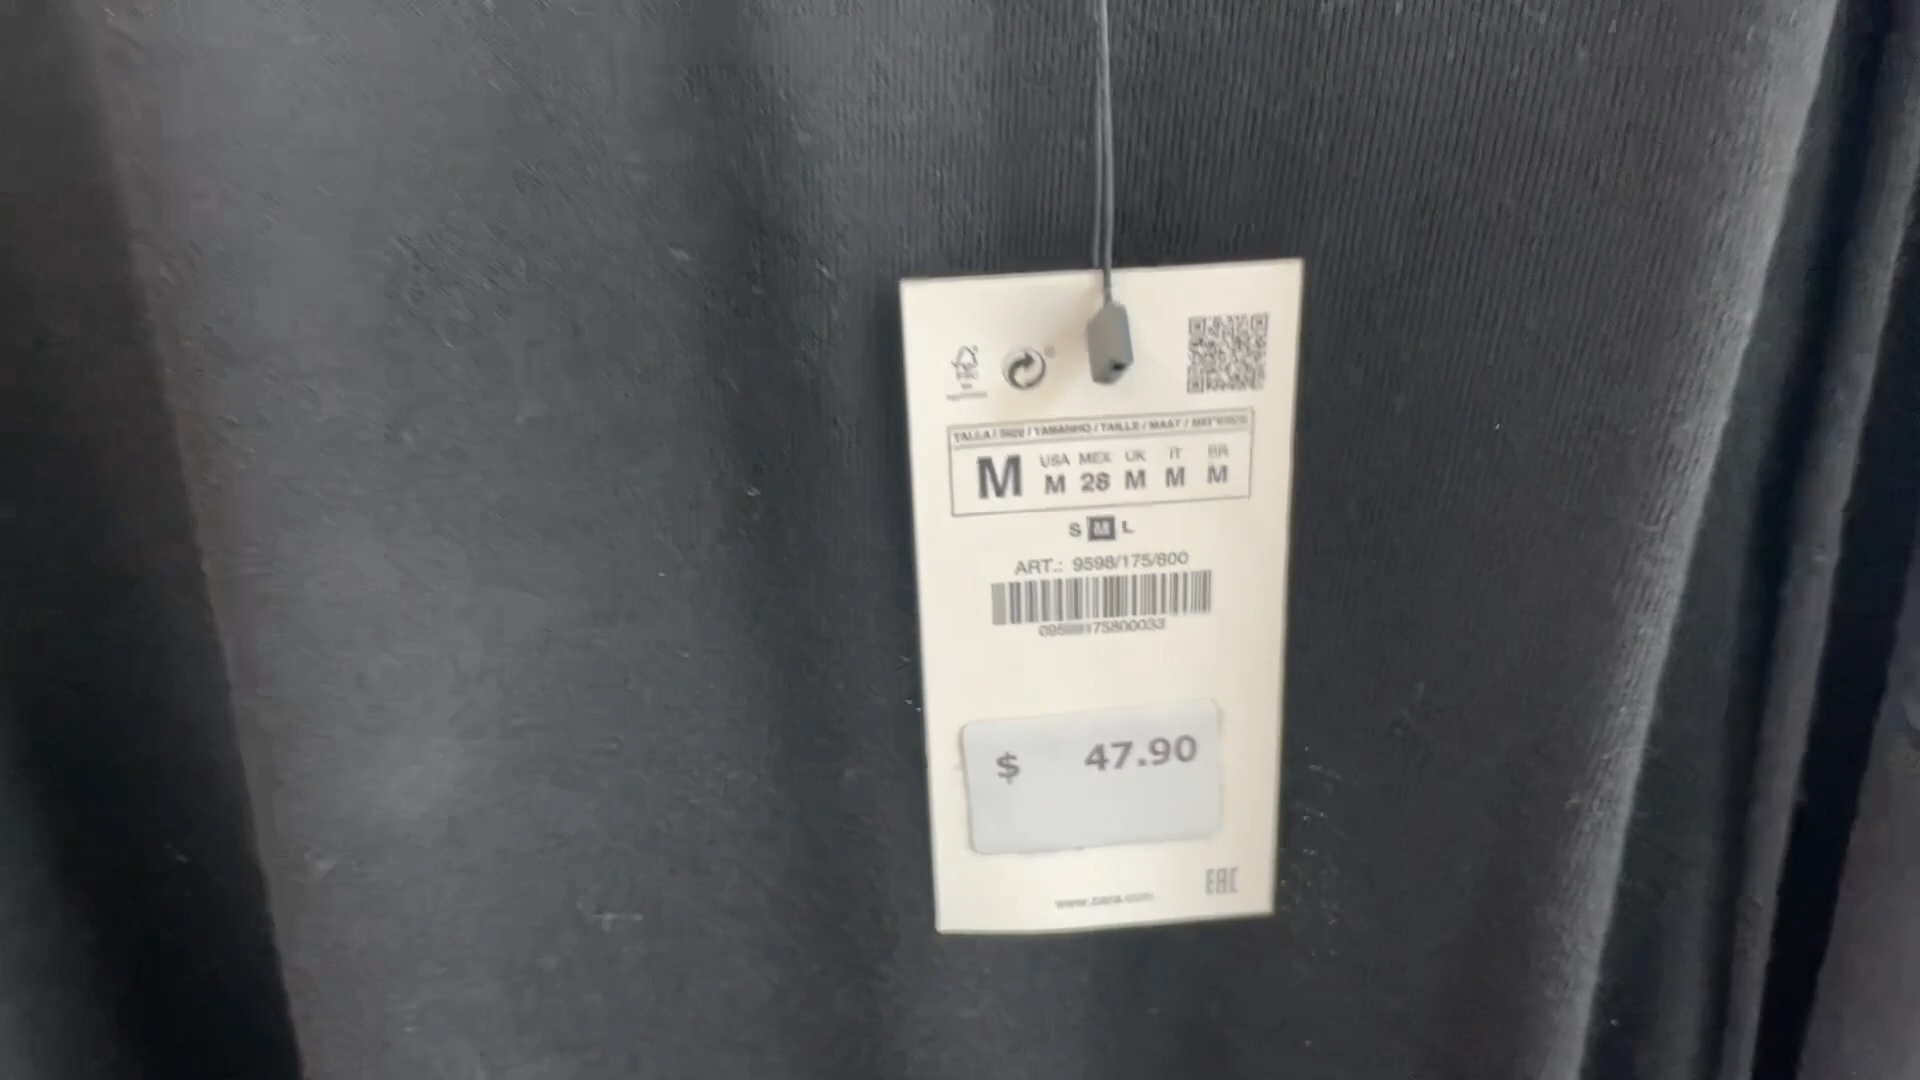 FSC
TALLA / SIZE / TAMANHO / TAILLE / MAAT /
USA MEX UK IT BR
M M 28 M M M
S M L
ART.: 9598/175/800
$ 47.90
EAC
www.zara.com